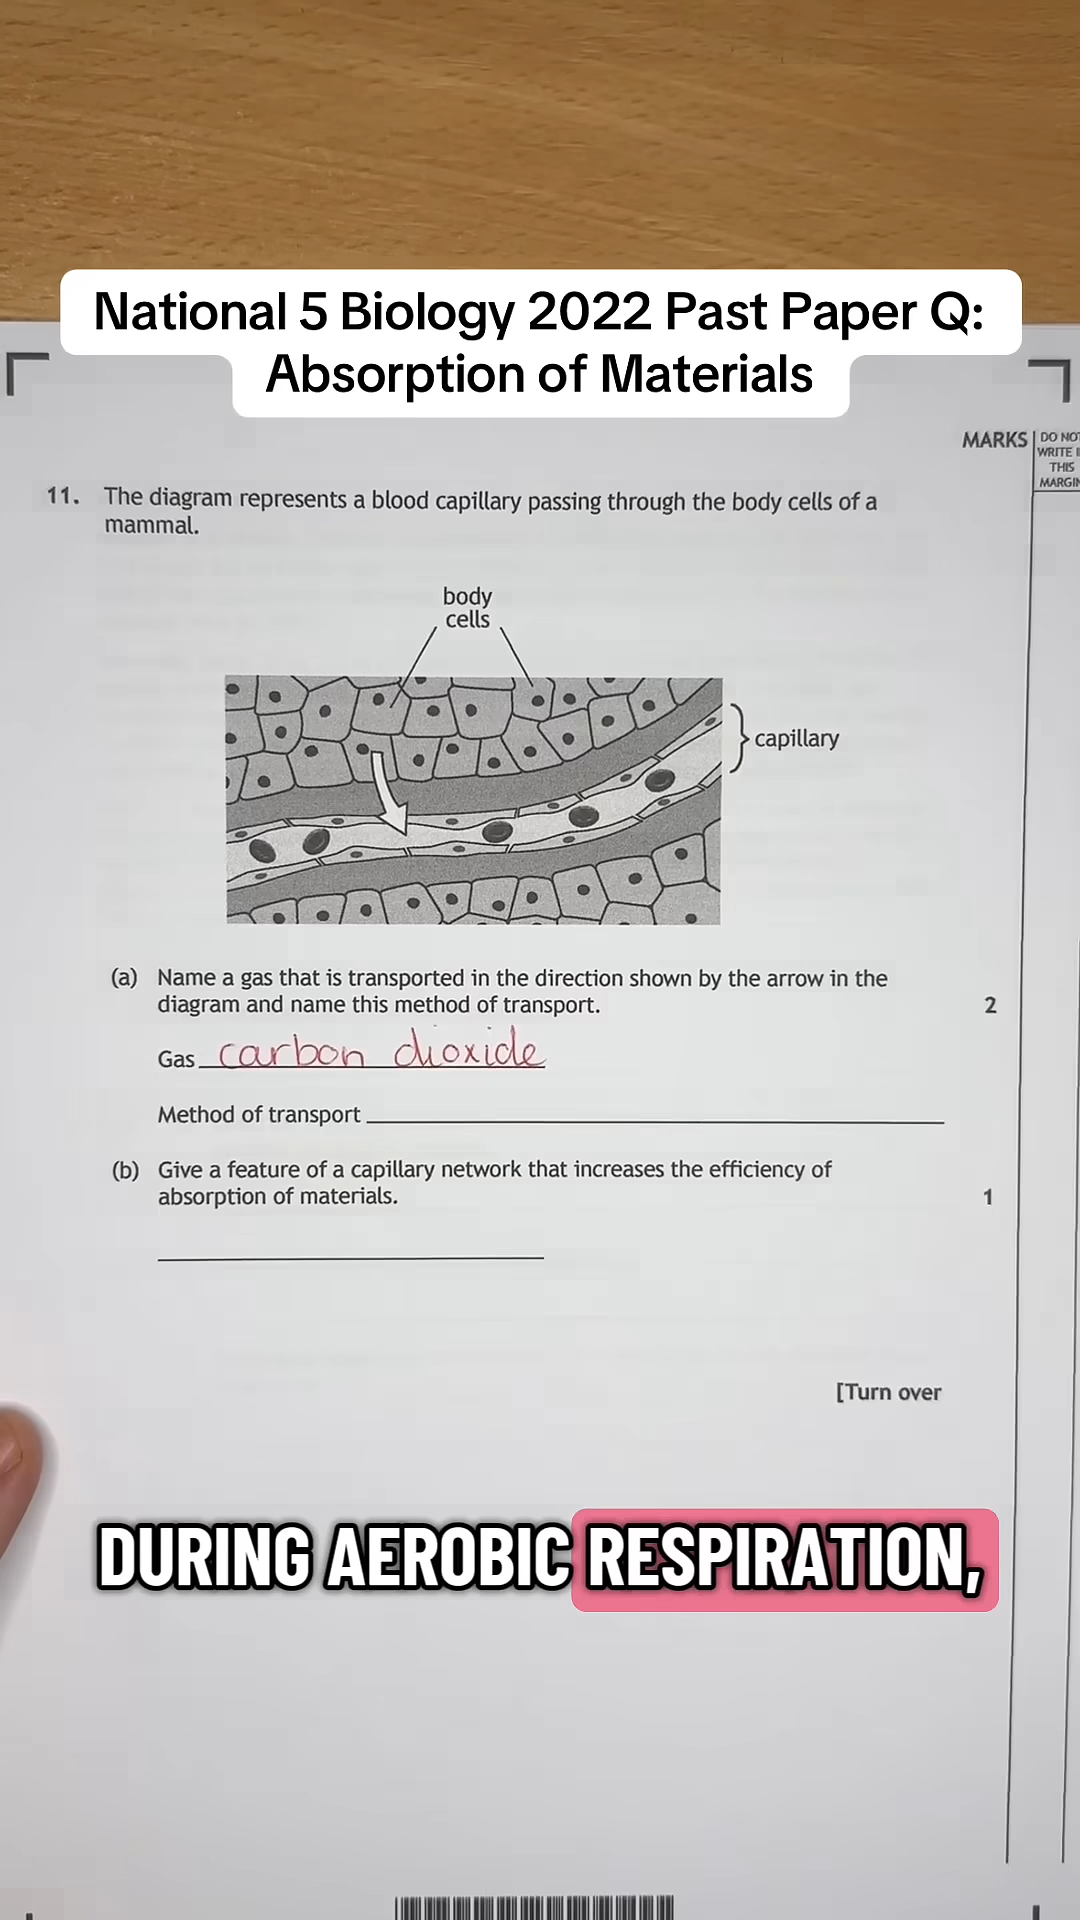 National 5 Biology 2022 Past Paper Q:
Absorption of Materials
MARKS
DO NOT
WRITE I
THIS
MARGIN
11. The diagram represents a blood capillary passing through the body cells of a
mammal.
body
cells
capillary
(a) Name a gas that is transported in the direction shown by the arrow in the
diagram and name this method of transport.
2
Gas carbon dioxide
Method of transport
(b) Give a feature of a capillary network that increases the efficiency of
absorption of materials.
1
[Turn over
DURING AEROBIC RESPIRATION,